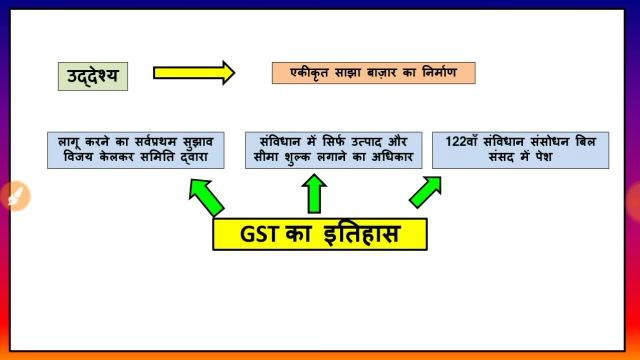 उद्देश्य
एकीकृत साझा बाज़ार का निर्माण
लागू करने का सर्वप्रथम सुझाव
विजय केलकर समिति द्वारा
संविधान में सिर्फ उत्पाद और
सीमा शुल्क लगाने का अधिकार
122वाँ संविधान संसोधन बिल
संसद में पेश
GST का इतिहास